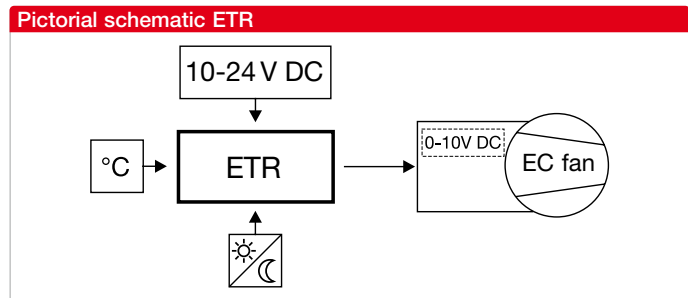 Pictorial schematic ETR
10-24 V DC
°C
ETR
0-10V DC
EC fan